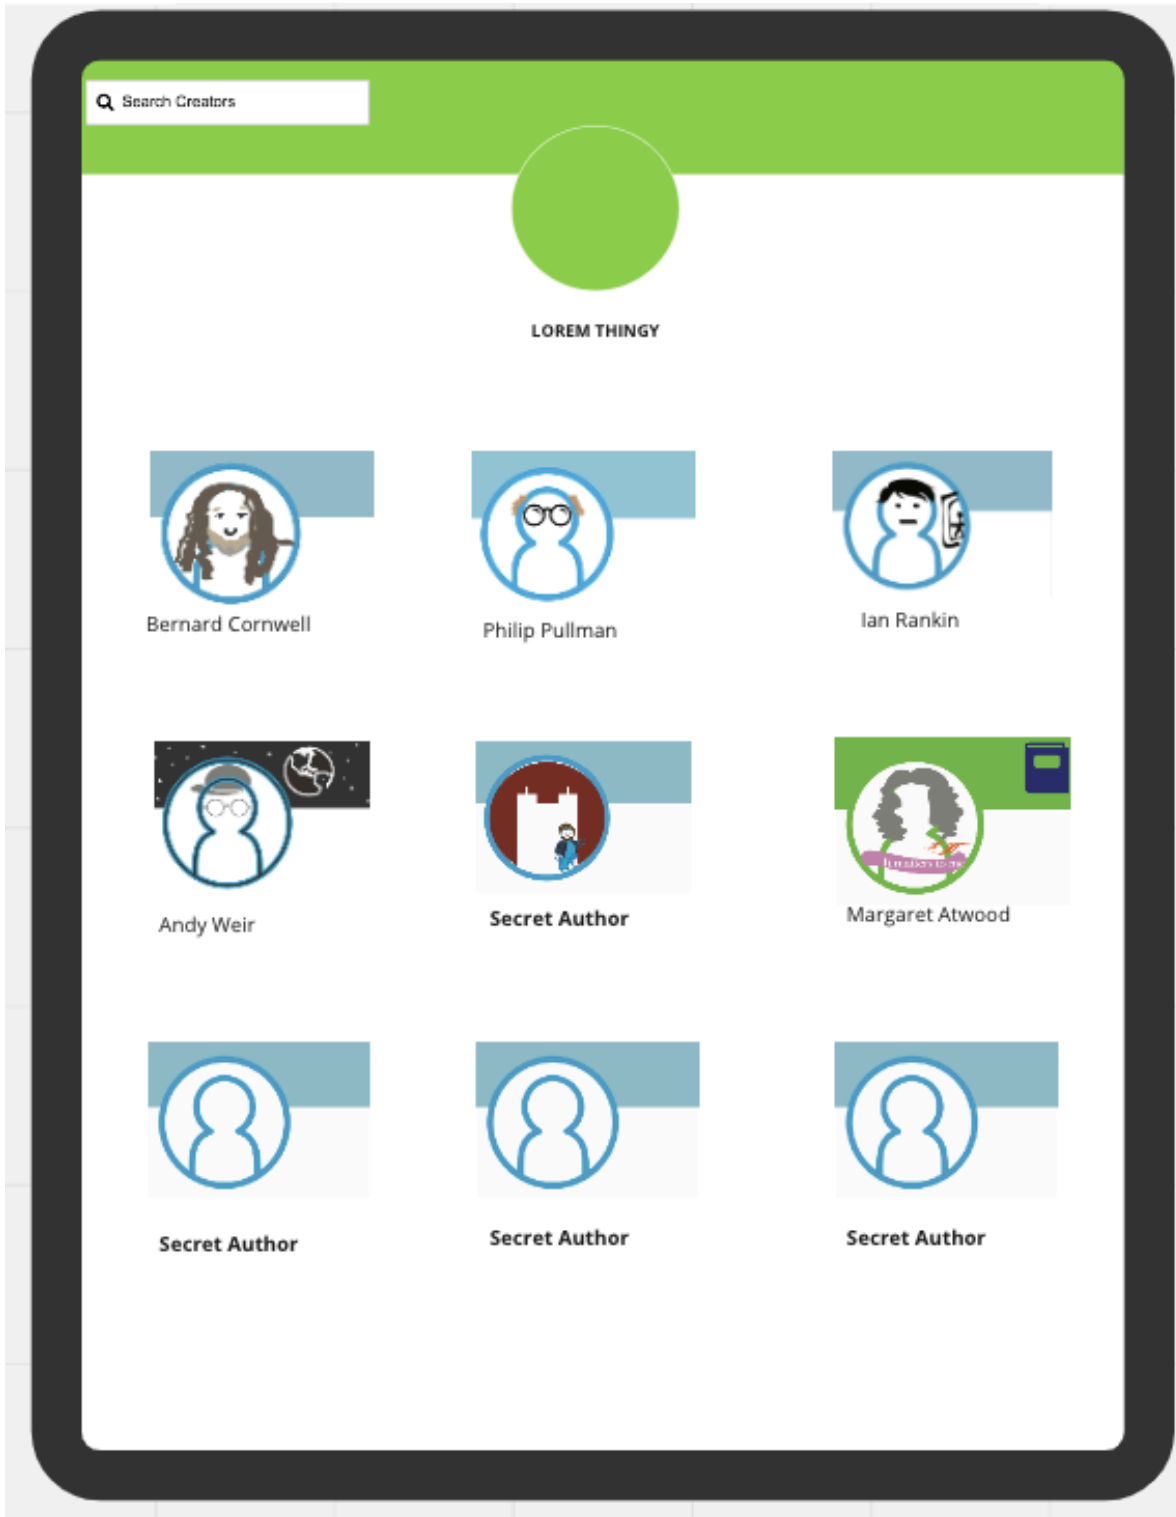 Search Creators
LOREM THINGY
Bernard Cornwell
Philip Pullman
Ian Rankin
Andy Weir
Secret Author
Margaret Atwood
Secret Author
Secret Author
Secret Author